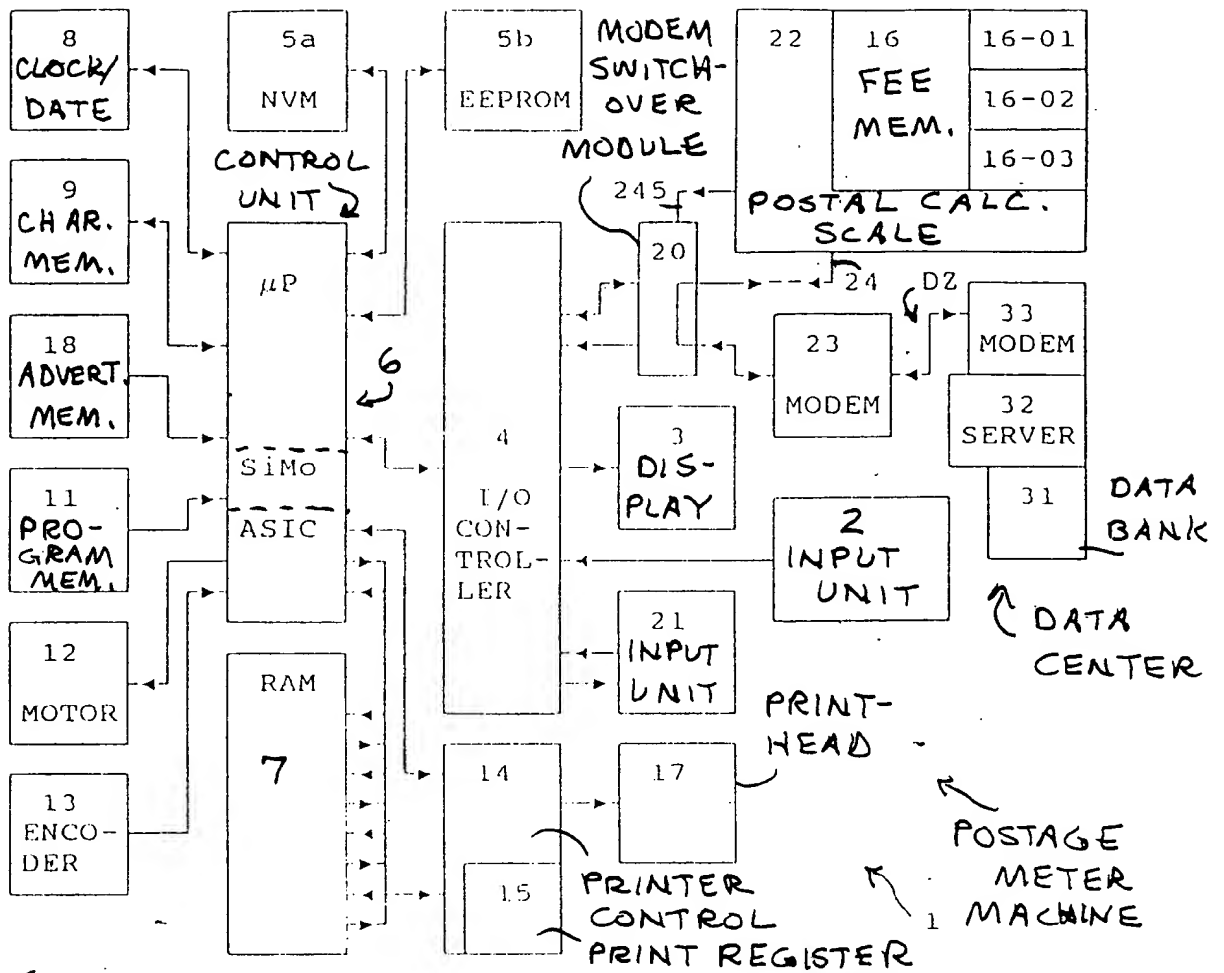 8
CLOCK/
DATE
5a
NVM
5b
EEPROM
MODEM
SWITCH-
OVER
MODULE
22
16
FEE
MEM.
16-01
16-02
16-03
POSTAL CALC.
SCALE
9
CHAR.
MEM.
CONTROL
UNIT
245
20
24
DZ
µP
6
18
ADVERT.
MEM.
23
MODEM
33
MODEM
32
SERVER
31
DATA
BANK
DATA
CENTER
SiMo
ASIC
11
PRO-
GRAM
MEM.
4
I/O
CON-
TROL-
LER
3
DIS-
PLAY
2
INPUT
UNIT
21
INPUT
UNIT
12
MOTOR
RAM
7
13
ENCO-
DER
14
15
17
PRINT-
HEAD
PRINTER
CONTROL
PRINT REGISTER
1
POSTAGE
METER
MACHINE